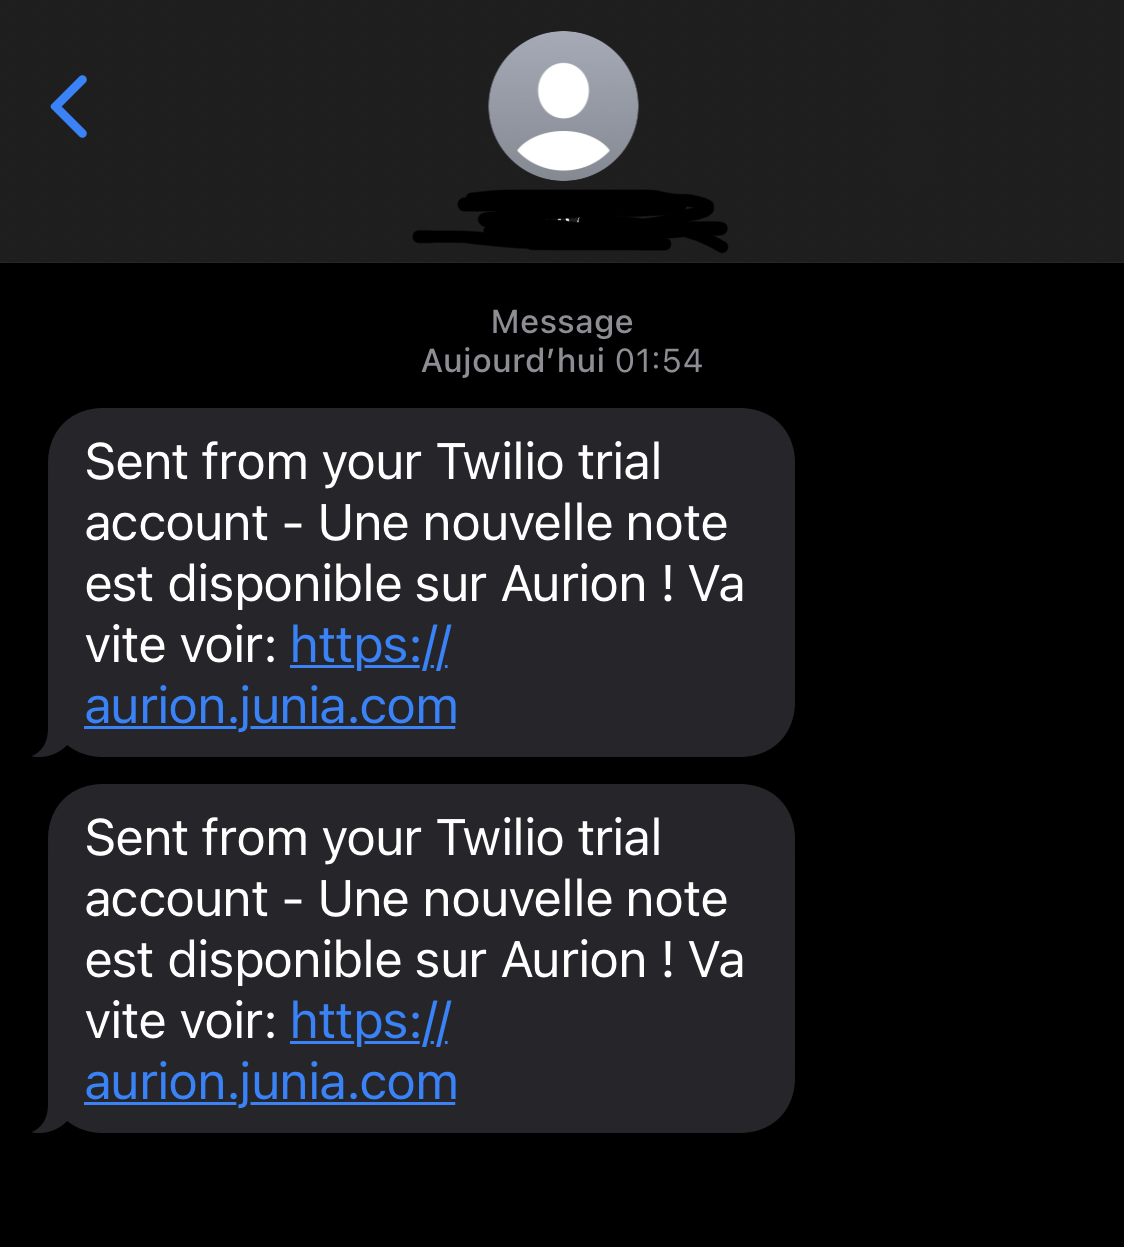 Message
Aujourd’hui 01:54
Sent from your Twilio trial
account - Une nouvelle note
est disponible sur Aurion ! Va
vite voir: https://
aurion.junia.com
Sent from your Twilio trial
account - Une nouvelle note
est disponible sur Aurion ! Va
vite voir: https://
aurion.junia.com